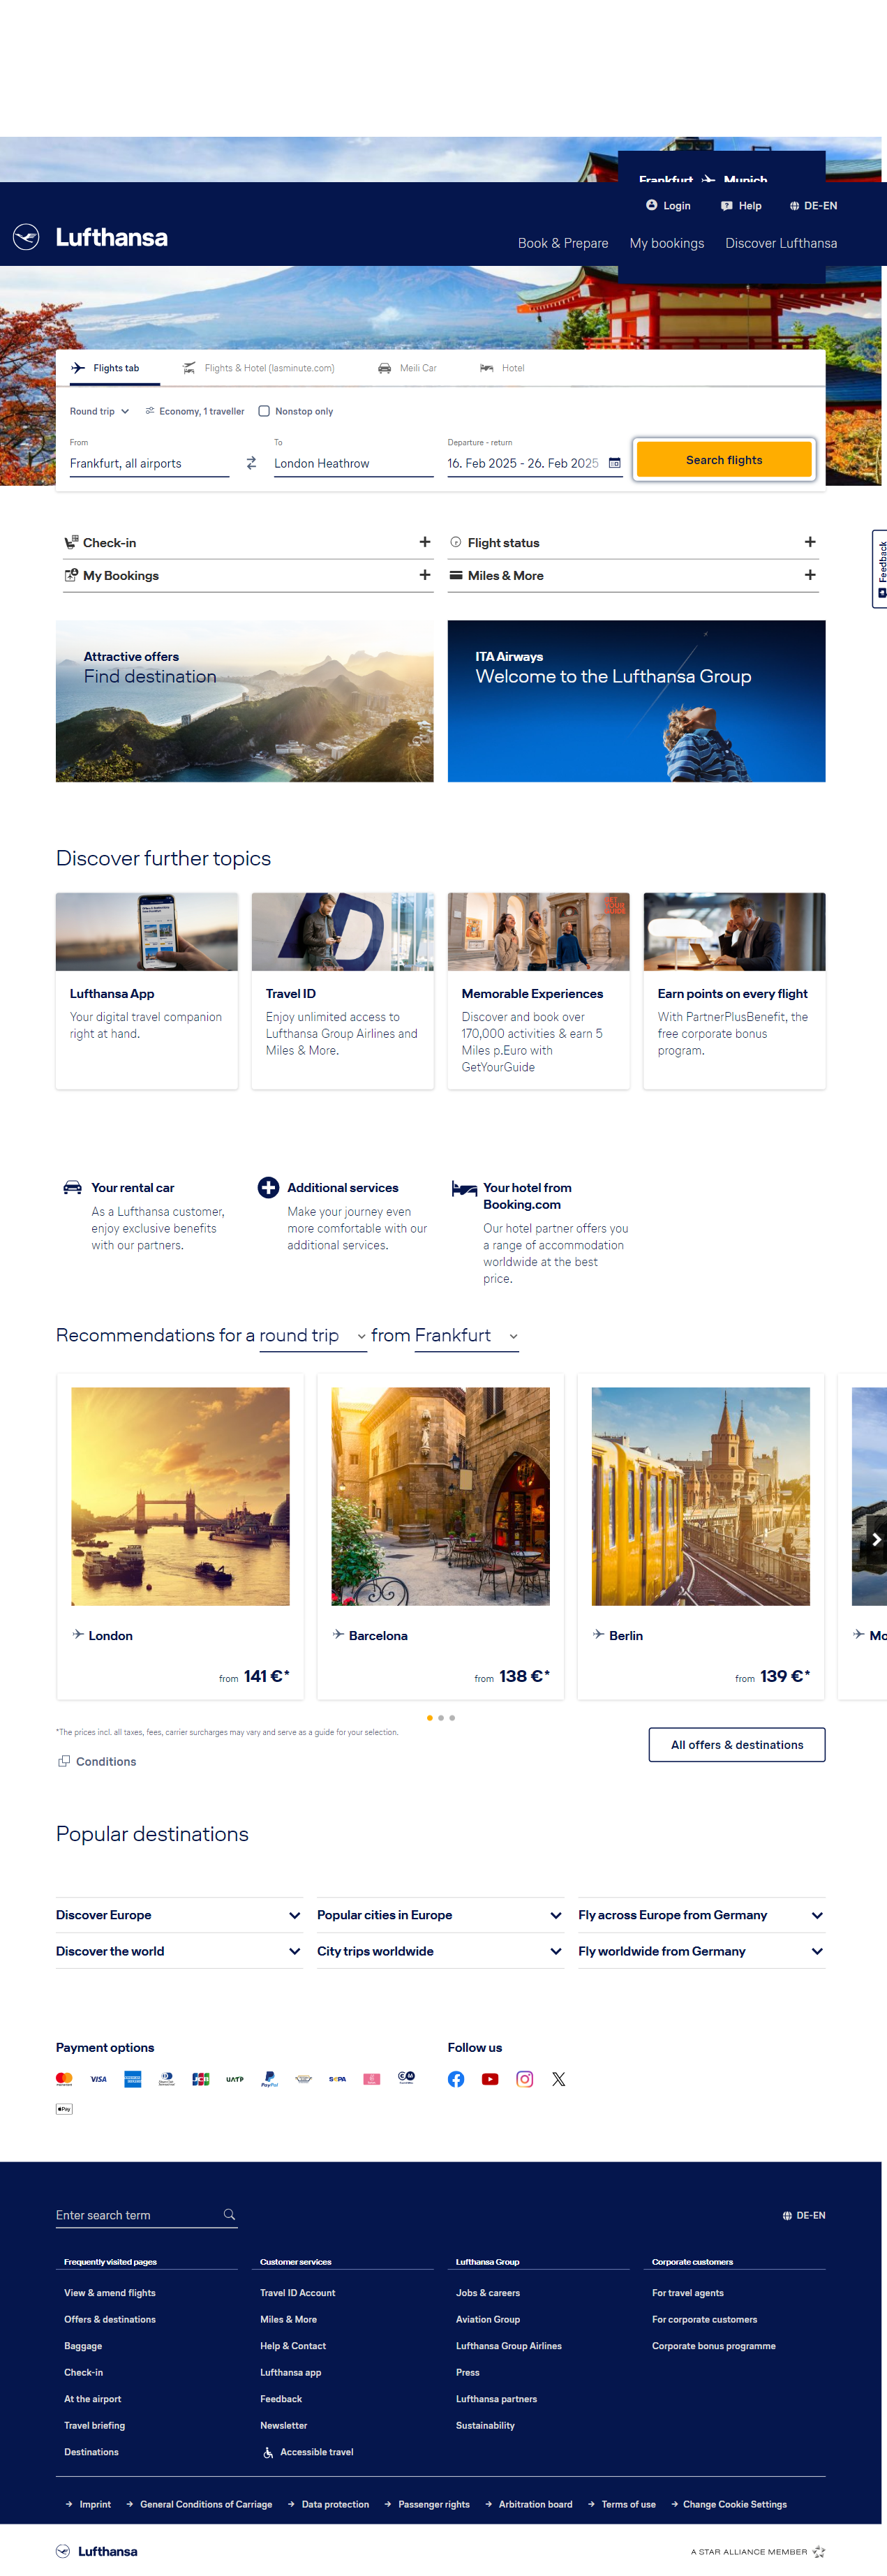 Frankfurt Munich
Login Help DE-EN
Lufthansa
Book & Prepare My bookings Discover Lufthansa
Flights tab Flights & Hotel (lasminute.com) Meili Car Hotel
Round trip Economy, 1 traveller Nonstop only
From To Departure - return
Frankfurt, all airports London Heathrow 16. Feb 2025 - 26. Feb 2025 Search flights
Check-in Flight status
My Bookings Miles & More
Feedback
Attractive offers
Find destination
ITA Airways
Welcome to the Lufthansa Group
Discover further topics
GET
YOUR
GUIDE
Lufthansa App
Your digital travel companion
right at hand.
Travel ID
Enjoy unlimited access to
Lufthansa Group Airlines and
Miles & More.
Memorable Experiences
Discover and book over
170,000 activities & earn 5
Miles p.Euro with
GetYourGuide
Earn points on every flight
With PartnerPlusBenefit, the
free corporate bonus
program.
Your rental car
As a Lufthansa customer,
enjoy exclusive benefits
with our partners.
Additional services
Make your journey even
more comfortable with our
additional services.
Your hotel from
Booking.com
Our hotel partner offers you
a range of accommodation
worldwide at the best
price.
Recommendations for a round trip from Frankfurt
London
from 141 €*
Barcelona
from 138 €*
Berlin
from 139 €*
Mo
*The prices incl. all taxes, fees, carrier surcharges may vary and serve as a guide for your selection.
All offers & destinations
Conditions
Popular destinations
Discover Europe Popular cities in Europe Fly across Europe from Germany
Discover the world City trips worldwide Fly worldwide from Germany
Payment options Follow us
VISA JCB UATP PayPal SEPA
Pay
Enter search term DE-EN
Frequently visited pages
View & amend flights
Offers & destinations
Baggage
Check-in
At the airport
Travel briefing
Destinations
Customer services
Travel ID Account
Miles & More
Help & Contact
Lufthansa app
Feedback
Newsletter
Accessible travel
Lufthansa Group
Jobs & careers
Aviation Group
Lufthansa Group Airlines
Press
Lufthansa partners
Sustainability
Corporate customers
For travel agents
For corporate customers
Corporate bonus programme
Imprint General Conditions of Carriage Data protection Passenger rights Arbitration board Terms of use Change Cookie Settings
Lufthansa
A STAR ALLIANCE MEMBER